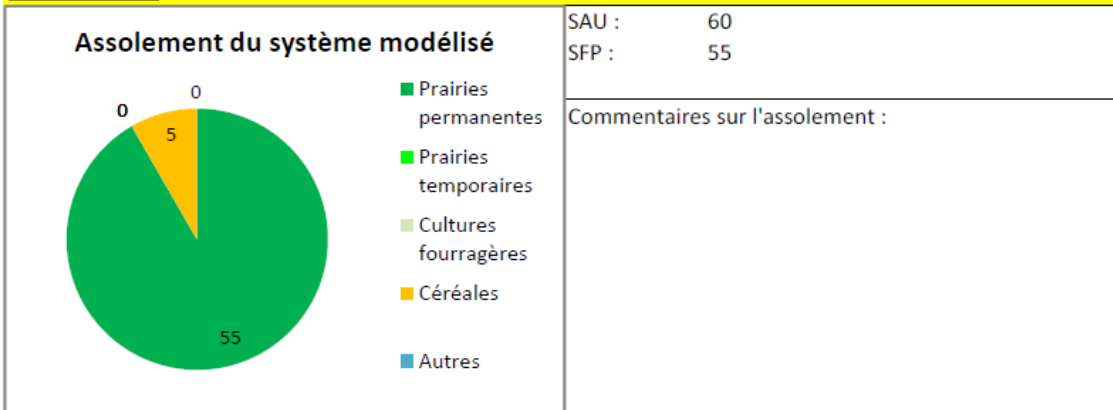 Assolement du système modélisé
0
0
5
55
Prairies
permanentes
Prairies
temporaires
Cultures
fourragères
Céréales
Autres
SAU : 60
SFP : 55
Commentaires sur l'assolement :